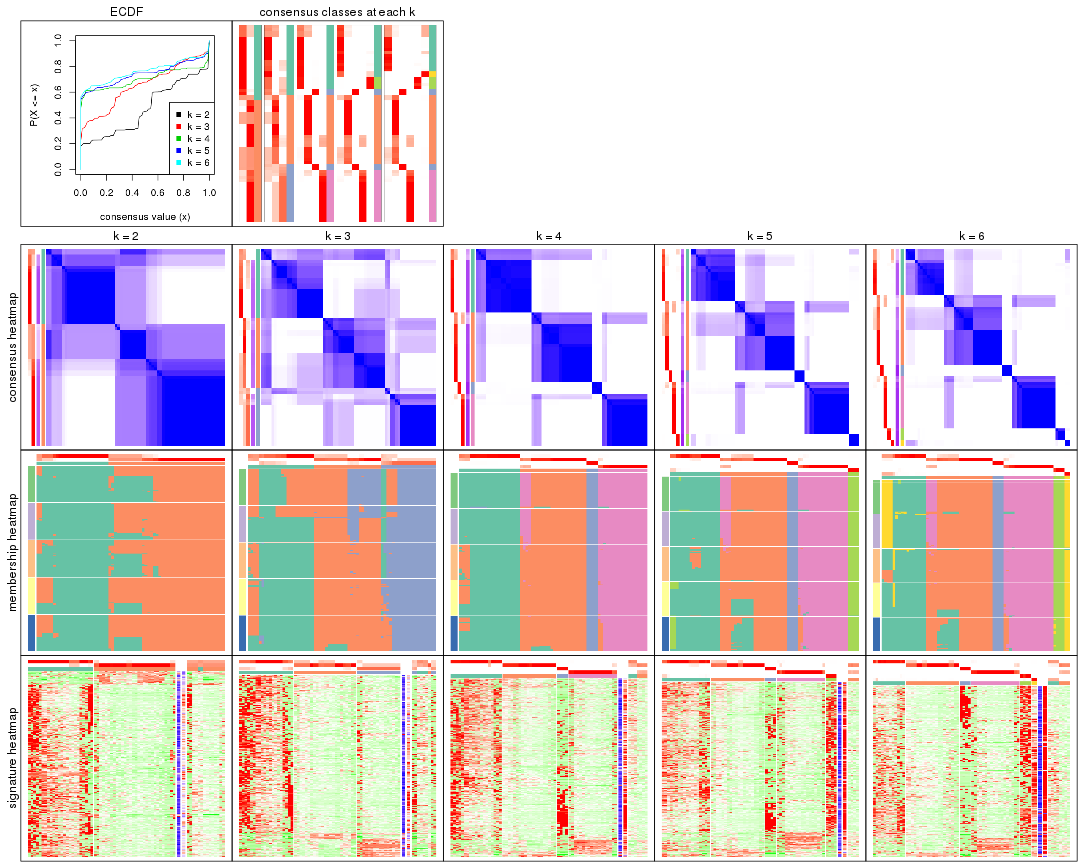 ECDF
consensus classes at each k
P(X <= x)
1.0
0.8
0.6
0.4
0.2
0.0
k = 2
k = 3
k = 4
k = 5
k = 6
0.0 0.2 0.4 0.6 0.8 1.0
consensus value (x)
k = 2
k = 3
k = 4
k = 5
k = 6
consensus heatmap
membership heatmap
signature heatmap